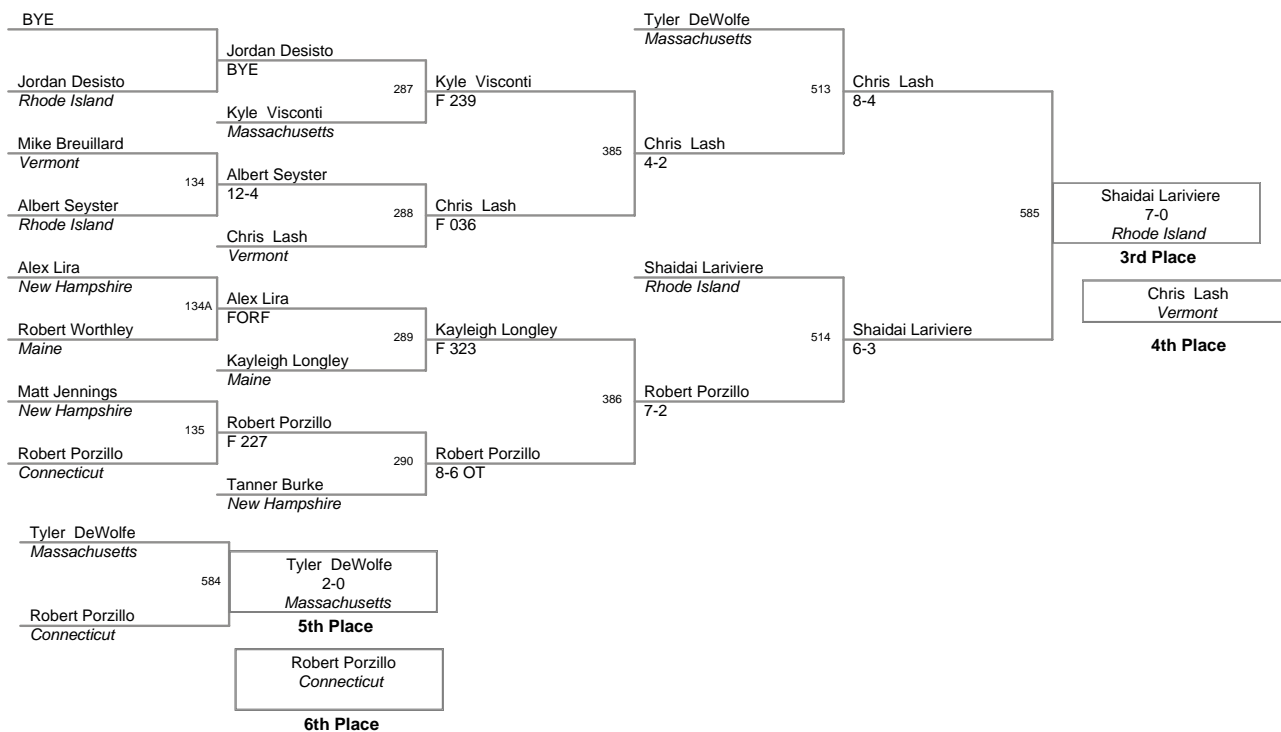 BYE
Jordan Desisto
Rhode Island
Mike Breuillard
Vermont
134
Albert Seyster
Rhode Island
Alex Lira
New Hampshire
134A
Robert Worthley
Maine
Matt Jennings
New Hampshire
135
Robert Porzillo
Connecticut
Jordan Desisto
BYE
287
Kyle Visconti
Massachusetts
Albert Seyster
12-4
288
Chris Lash
Vermont
Alex Lira
FORF
289
Kayleigh Longley
Maine
Robert Porzillo
F 227
290
Tanner Burke
New Hampshire
Kyle Visconti
F 239
385
Chris Lash
F 036
Kayleigh Longley
F 323
386
Robert Porzillo
8-6 OT
Tyler DeWolfe
Massachusetts
513
Chris Lash
4-2
Shaidai Lariviere
Rhode Island
514
Robert Porzillo
7-2
Chris Lash
8-4
585
Shaidai Lariviere
6-3
Shaidai Lariviere
7-0
Rhode Island
3rd Place
Chris Lash
Vermont
4th Place
Tyler DeWolfe
Massachusetts
584
Robert Porzillo
Connecticut
Tyler DeWolfe
2-0
Massachusetts
5th Place
Robert Porzillo
Connecticut
6th Place